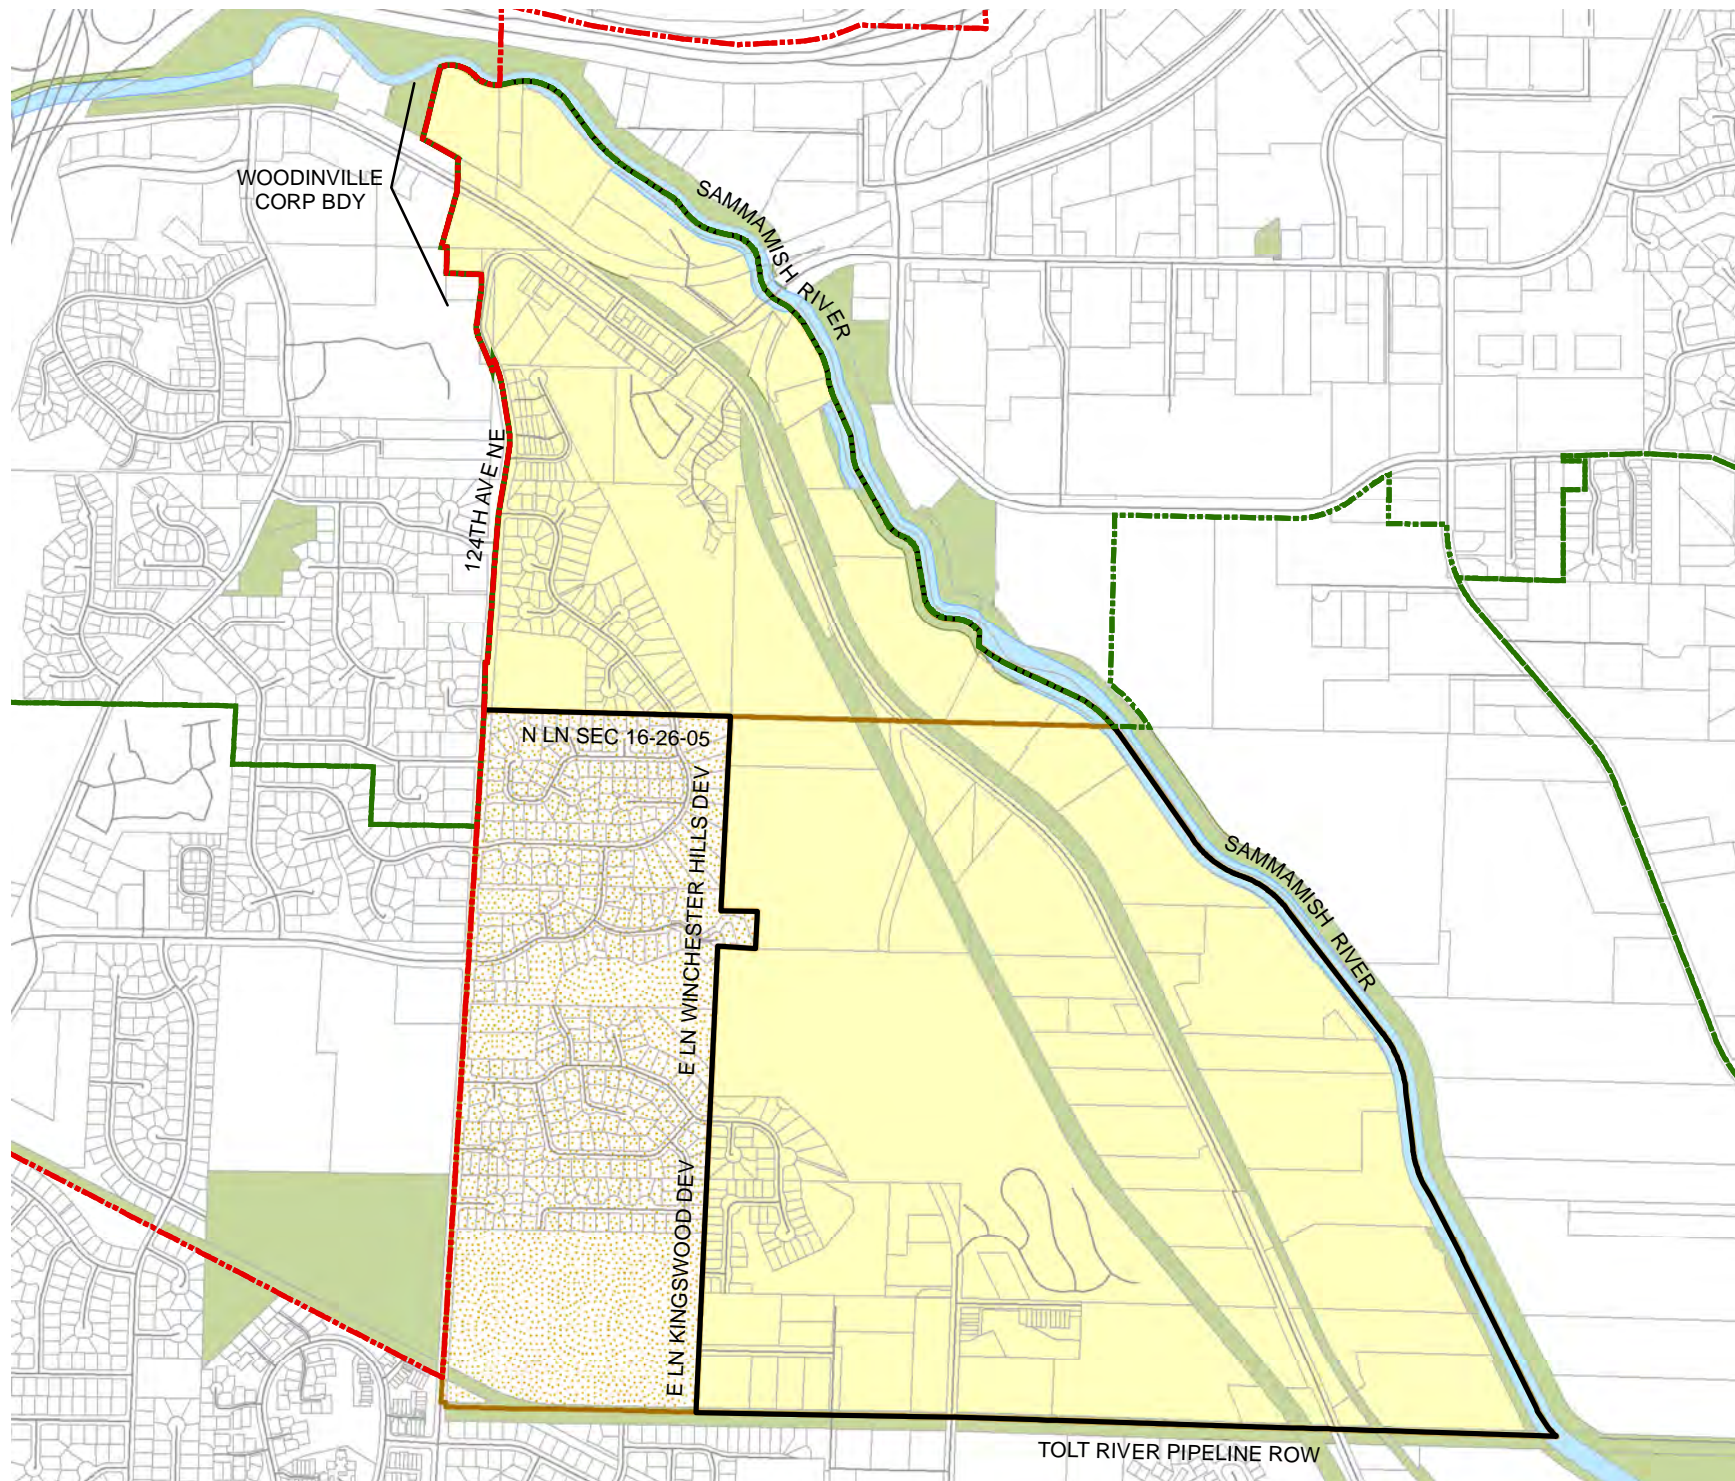 WOODINVILLE
CORP BDY
SAMMAMISH RIVER
124TH AVE NE
N LN SEC 16-26-05
E LN WINCHESTER HILLS DEV
SAMMAMISH RIVER
E LN KINGSWOOD DEV
TOLT RIVER PIPELINE ROW